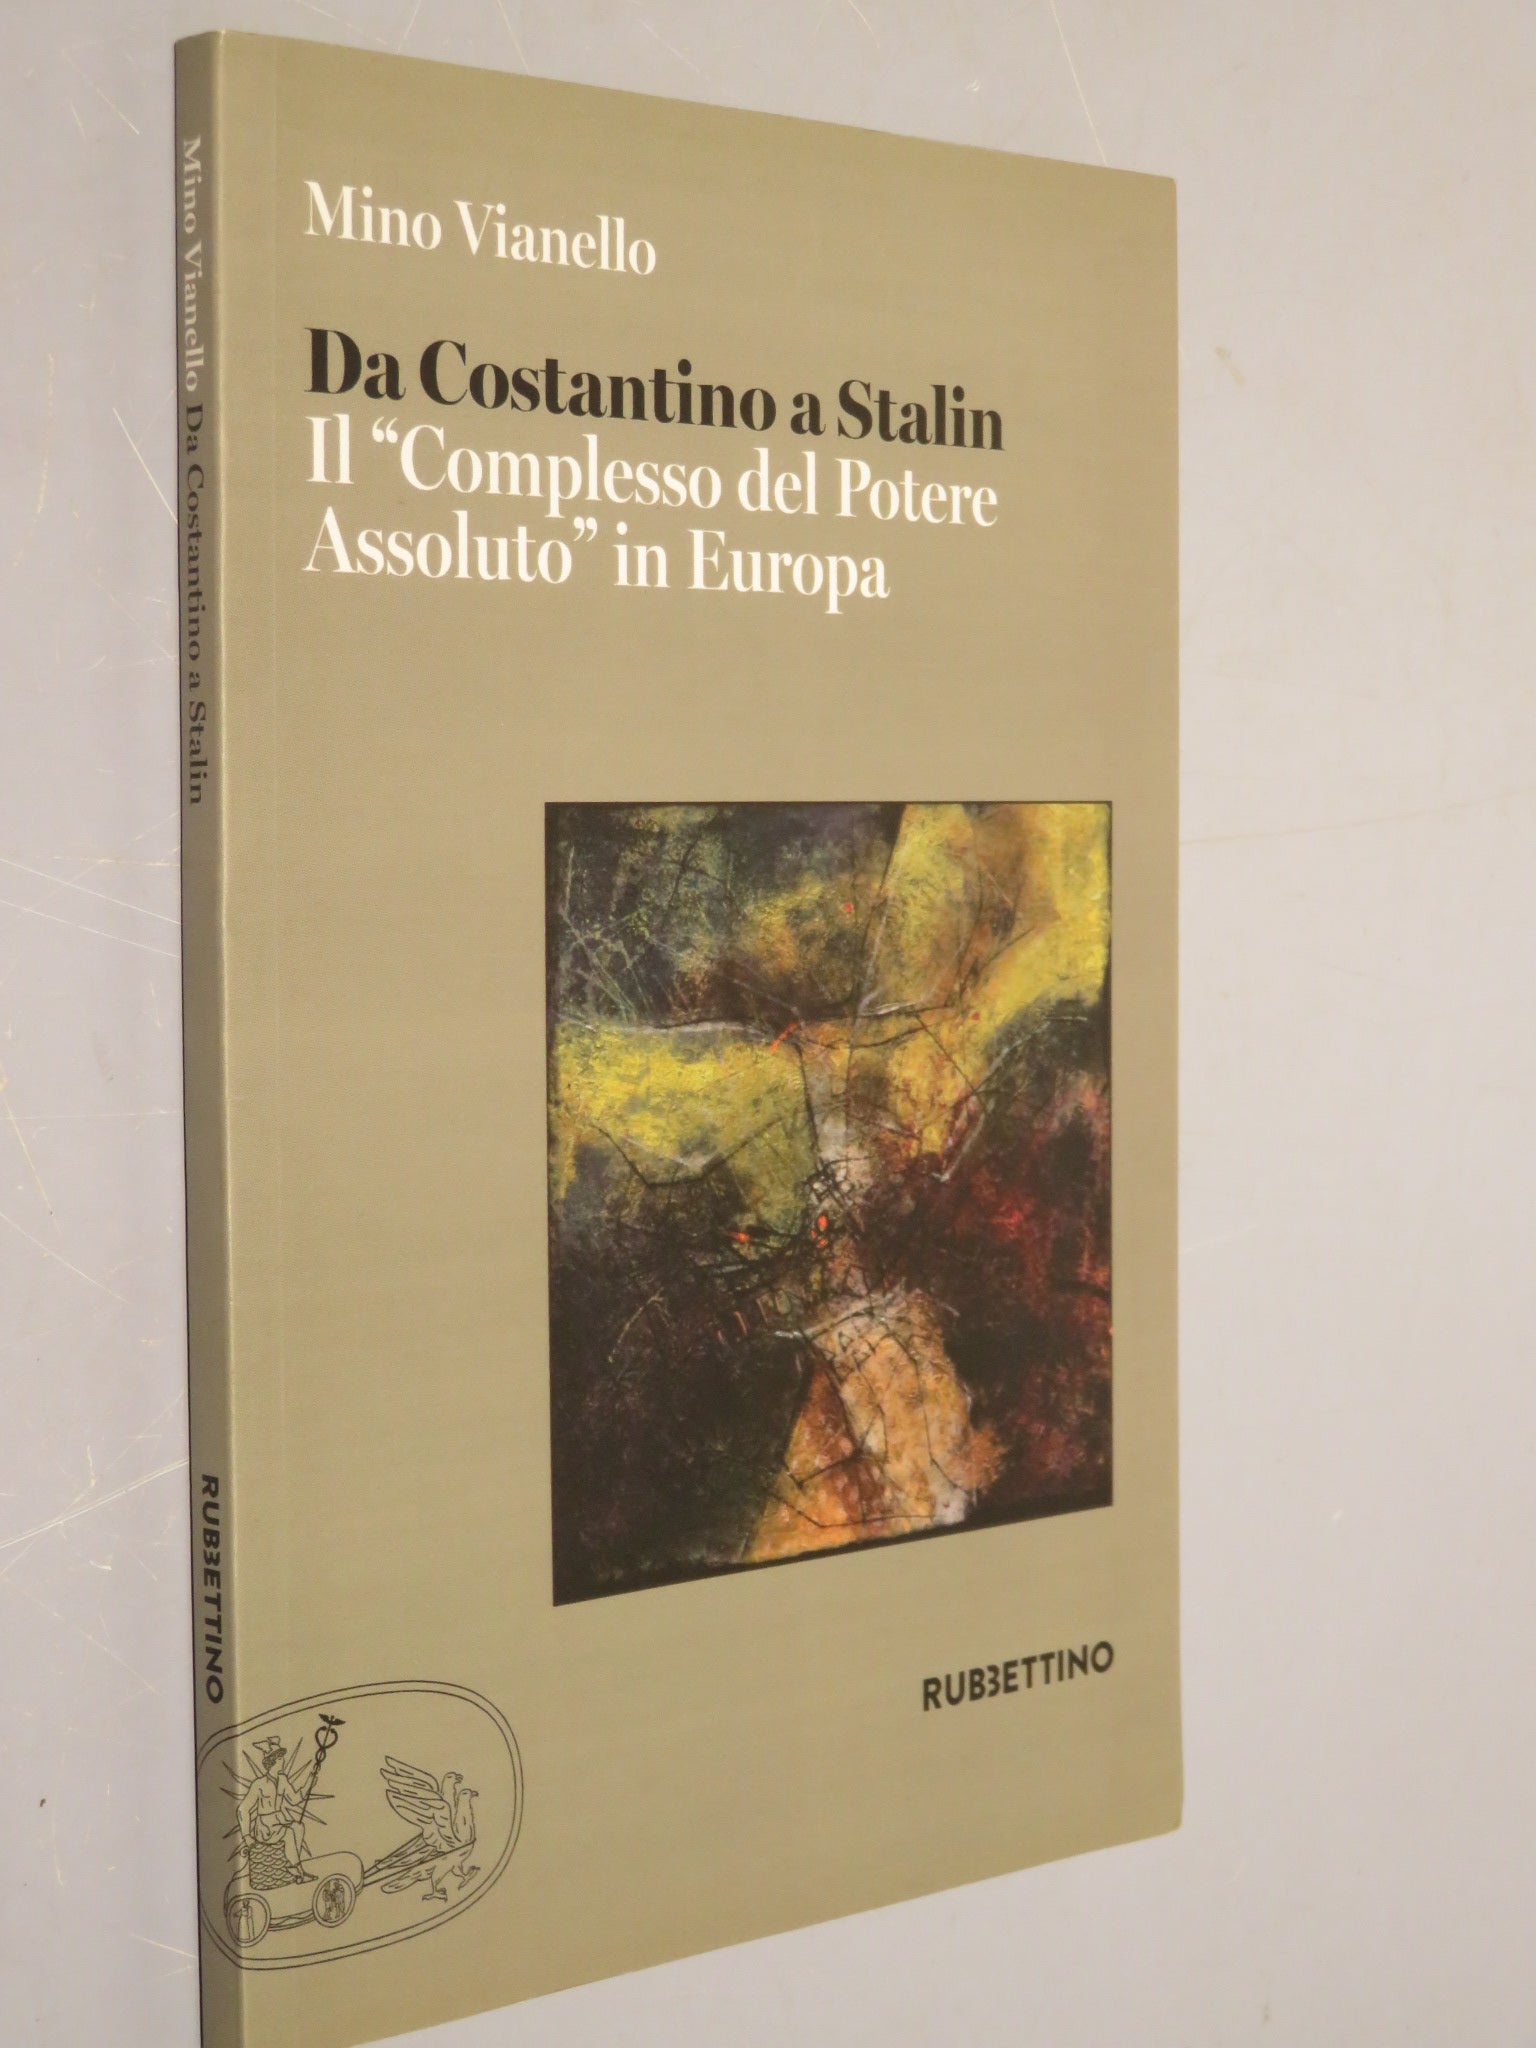 Mino Vianello
Da Costantino a Stalin
Il “Complesso del Potere
Assoluto” in Europa
RUBBETTINO
Mino Vianello Da Costantino a Stalin
RUBBETTINO